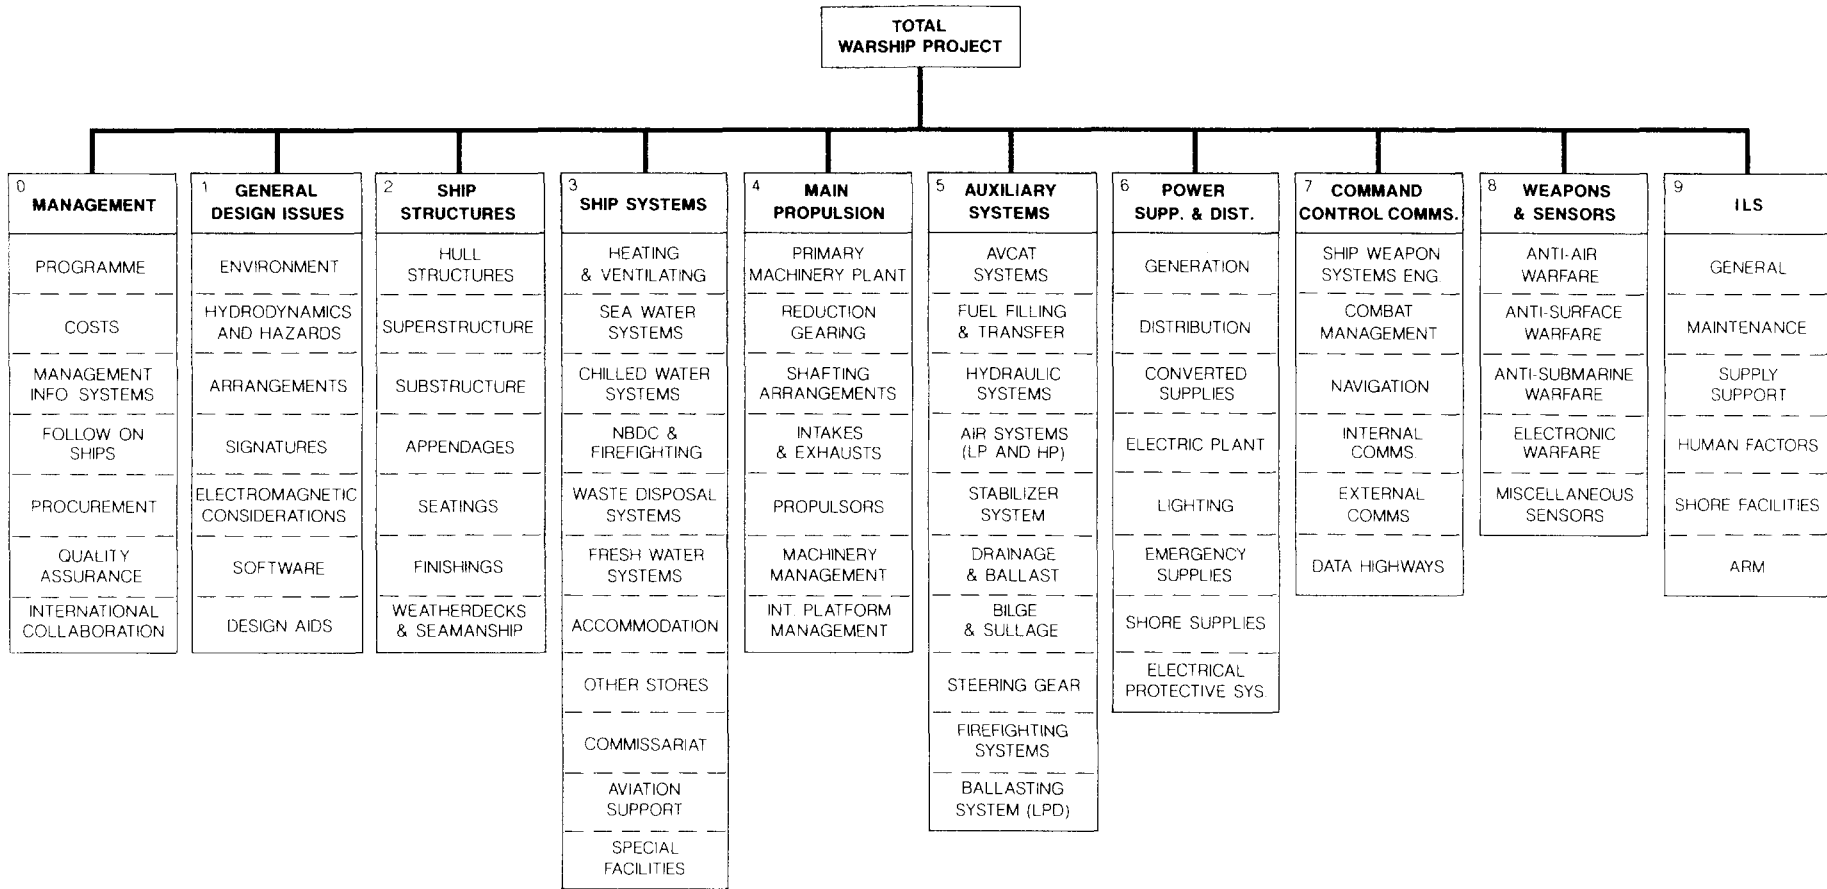 TOTAL
WARSHIP PROJECT
0
MANAGEMENT
PROGRAMME
COSTS
MANAGEMENT
INFO SYSTEMS
FOLLOW ON
SHIPS
PROCUREMENT
QUALITY
ASSURANCE
INTERNATIONAL
COLLABORATION
1
GENERAL
DESIGN ISSUES
ENVIRONMENT
HYDRODYNAMICS
AND HAZARDS
ARRANGEMENTS
SIGNATURES
ELECTROMAGNETIC
CONSIDERATIONS
SOFTWARE
DESIGN AIDS
2
SHIP
STRUCTURES
HULL
STRUCTURES
SUPERSTRUCTURE
SUBSTRUCTURE
APPENDAGES
SEATINGS
FINISHINGS
WEATHERDECKS
& SEAMANSHIP
3
SHIP SYSTEMS
HEATING
& VENTILATING
SEA WATER
SYSTEMS
CHILLED WATER
SYSTEMS
NBDC &
FIREFIGHTING
WASTE DISPOSAL
SYSTEMS
FRESH WATER
SYSTEMS
ACCOMMODATION
OTHER STORES
COMMISSARIAT
AVIATION
SUPPORT
SPECIAL
FACILITIES
4
MAIN
PROPULSION
PRIMARY
MACHINERY PLANT
REDUCTION
GEARING
SHAFTING
ARRANGEMENTS
INTAKES
& EXHAUSTS
PROPULSORS
MACHINERY
MANAGEMENT
INT. PLATFORM
MANAGEMENT
5
AUXILIARY
SYSTEMS
AVCAT
SYSTEMS
FUEL FILLING
& TRANSFER
HYDRAULIC
SYSTEMS
AIR SYSTEMS
(LP AND HP)
STABILIZER
SYSTEM
DRAINAGE
& BALLAST
BILGE
& SULLAGE
STEERING GEAR
FIREFIGHTING
SYSTEMS
BALLASTING
SYSTEM (LPD)
6
POWER
SUPP. & DIST.
GENERATION
DISTRIBUTION
CONVERTED
SUPPLIES
ELECTRIC PLANT
LIGHTING
EMERGENCY
SUPPLIES
SHORE SUPPLIES
ELECTRICAL
PROTECTIVE SYS.
7
COMMAND
CONTROL COMMS.
SHIP WEAPON
SYSTEMS ENG.
COMBAT
MANAGEMENT
NAVIGATION
INTERNAL
COMMS.
EXTERNAL
COMMS
DATA HIGHWAYS
8
WEAPONS
& SENSORS
ANTI-AIR
WARFARE
ANTI-SURFACE
WARFARE
ANTI-SUBMARINE
WARFARE
ELECTRONIC
WARFARE
MISCELLANEOUS
SENSORS
9
ILS
GENERAL
MAINTENANCE
SUPPLY
SUPPORT
HUMAN FACTORS
SHORE FACILITIES
ARM